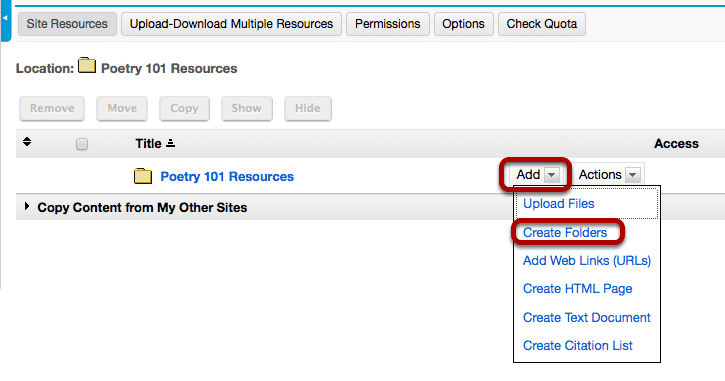 Site Resources Upload-Download Multiple Resources Permissions Options Check Quota
Location: Poetry 101 Resources
Remove Move Copy Show Hide
Title Access
Poetry 101 Resources Add Actions
Upload Files
Copy Content from My Other Sites
Create Folders
Add Web Links (URLs)
Create HTML Page
Create Text Document
Create Citation List